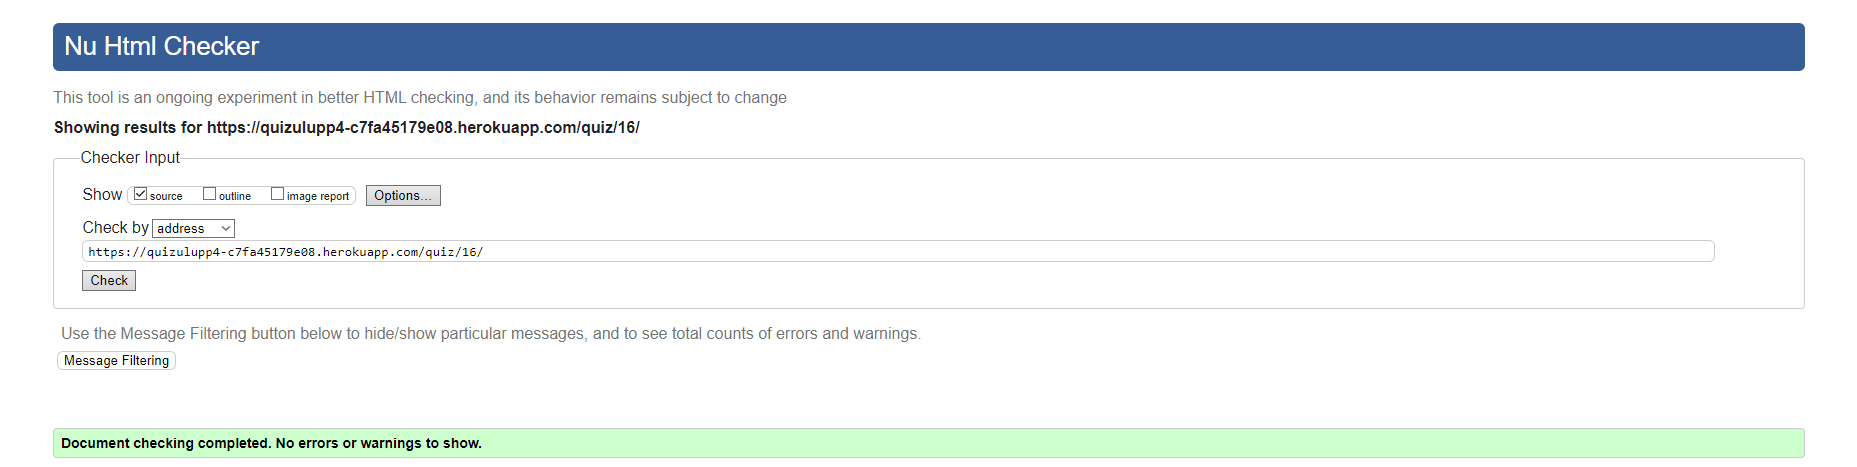 Nu Html Checker
This tool is an ongoing experiment in better HTML checking, and its behavior remains subject to change
Showing results for https://quizulupp4-c7fa45179e08.herokuapp.com/quiz/16/
Checker Input
Show source outline image report Options...
Check by address
https://quizulupp4-c7fa45179e08.herokuapp.com/quiz/16/
Check
Use the Message Filtering button below to hide/show particular messages, and to see total counts of errors and warnings.
Message Filtering
Document checking completed. No errors or warnings to show.